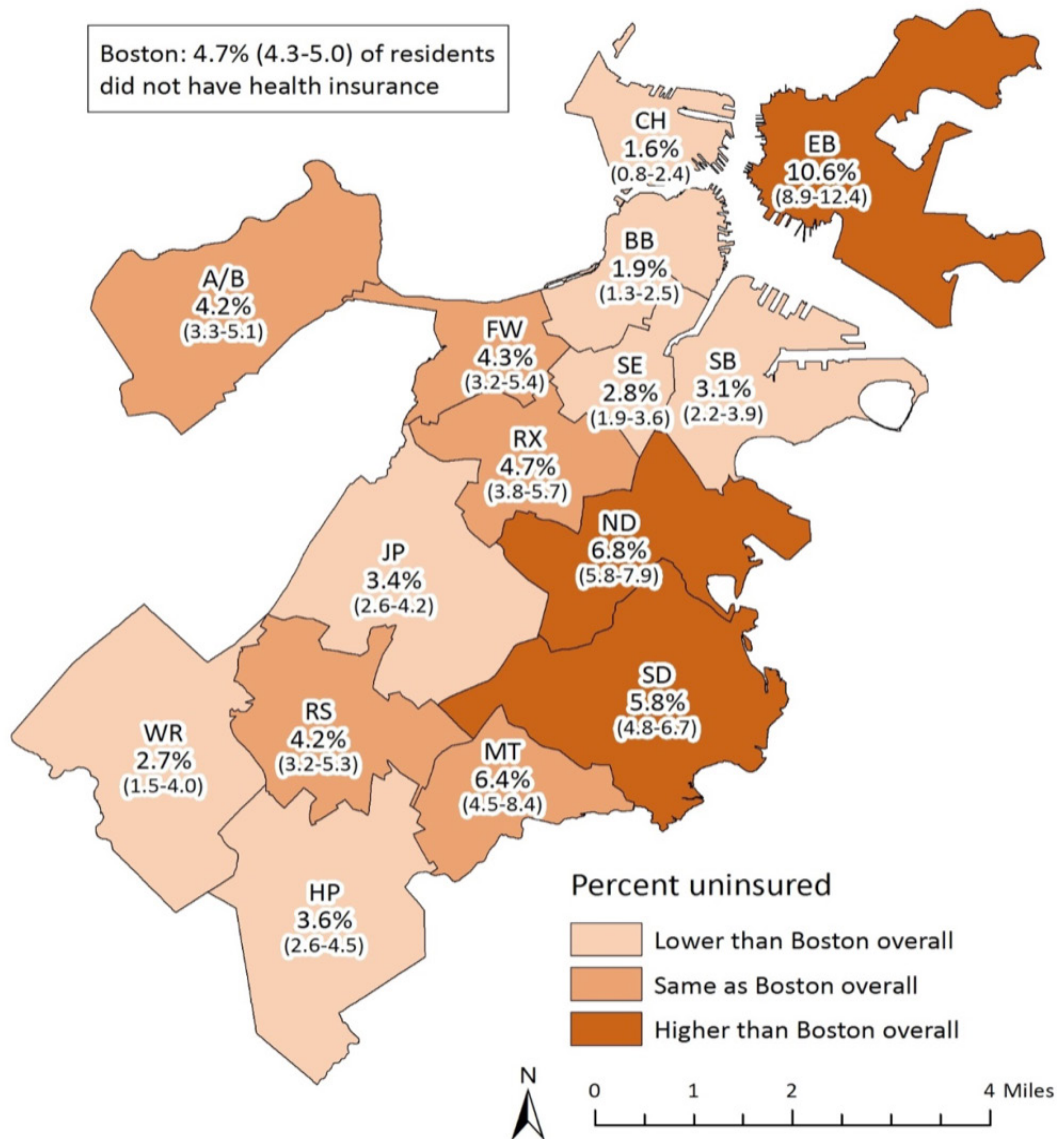 Boston: 4.7% (4.3-5.0) of residents
did not have health insurance
CH
1.6%
(0.8-2.4)
EB
10.6%
(8.9-12.4)
BB
1.9%
(1.3-2.5)
A/B
4.2%
(3.3-5.1)
FW
4.3%
(3.2-5.4)
SE
2.8%
(1.9-3.6)
SB
3.1%
(2.2-3.9)
RX
4.7%
(3.8-5.7)
ND
6.8%
(5.8-7.9)
JP
3.4%
(2.6-4.2)
SD
5.8%
(4.8-6.7)
RS
4.2%
(3.2-5.3)
WR
2.7%
(1.5-4.0)
MT
6.4%
(4.5-8.4)
HP
3.6%
(2.6-4.5)
Percent uninsured
Lower than Boston overall
Same as Boston overall
Higher than Boston overall
N
0 1 2 4 Miles